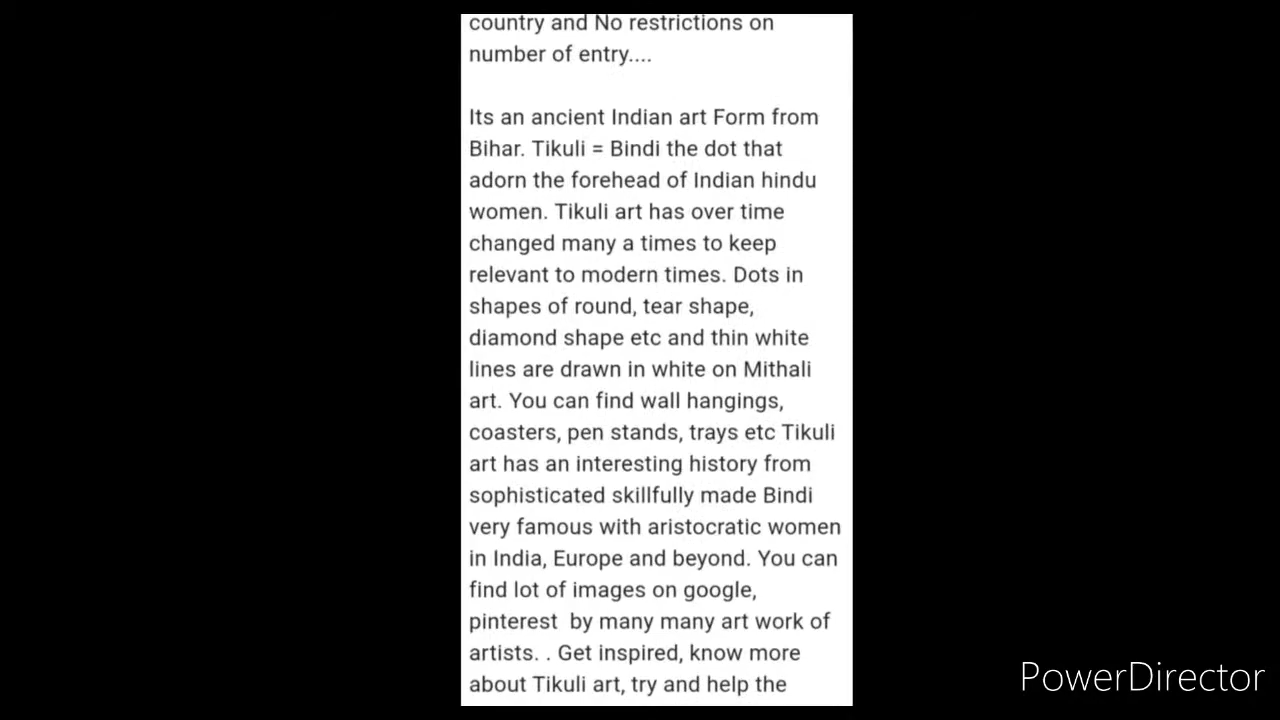 country and No restrictions on
number of entry....
Its an ancient Indian art Form from
Bihar. Tikuli = Bindi the dot that
adorn the forehead of Indian hindu
women. Tikuli art has over time
changed many a times to keep
relevant to modern times. Dots in
shapes of round, tear shape,
diamond shape etc and thin white
lines are drawn in white on Mithali
art. You can find wall hangings,
coasters, pen stands, trays etc Tikuli
art has an interesting history from
sophisticated skillfully made Bindi
very famous with aristocratic women
in India, Europe and beyond. You can
find lot of images on google,
pinterest  by many many art work of
artists. . Get inspired, know more
about Tikuli art, try and help the
PowerDirector